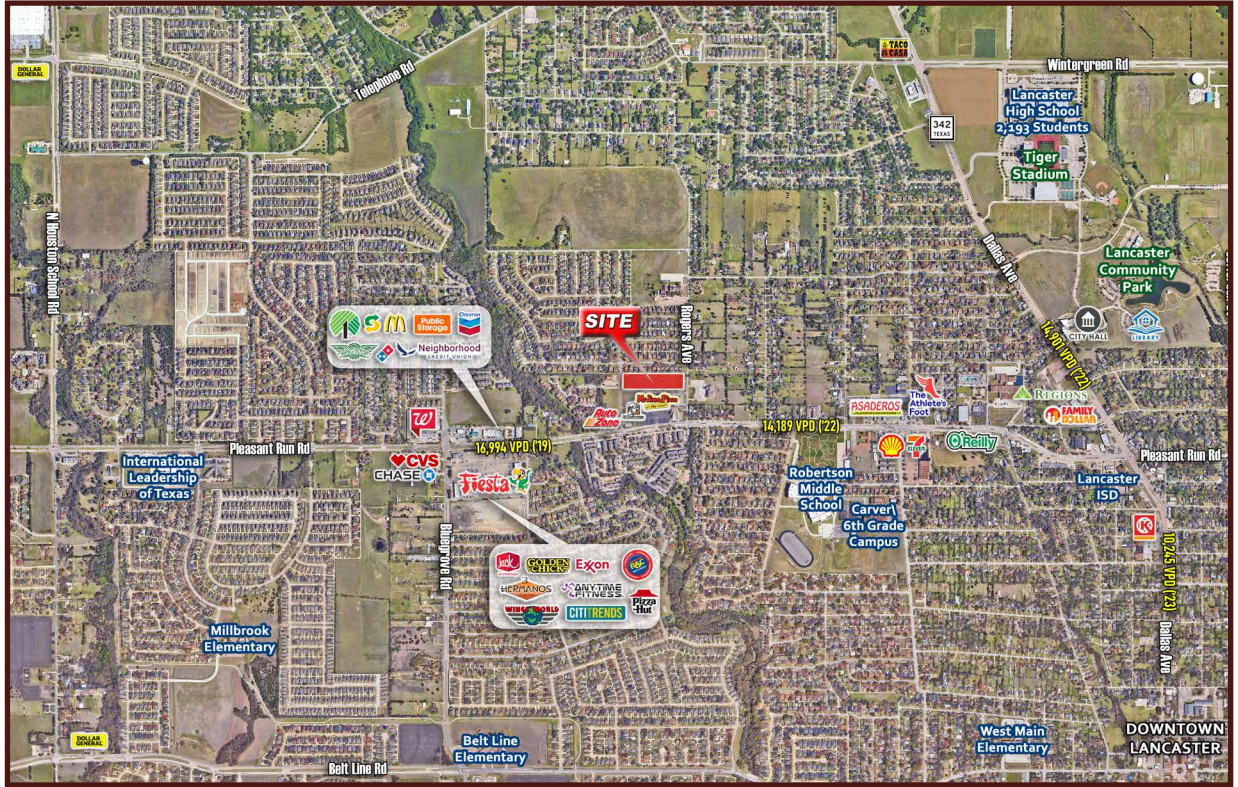 TACO
CASA
DOLLAR
GENERAL
Wintergreen Rd
Telephone Rd
Lancaster
High School
2,193 Students
342
TEXAS
Tiger
Stadium
N Houston School Rd
Dallas Ave
Lancaster
Community
Park
Rogers Ave
SITE
Public
Storage
Chevron
Neighborhood
CREDIT UNION
CITY HALL
LIBRARY
14,901 VPD ('22)
The
Athlete's
Foot
REGIONS
ASADEROS
FAMILY
DOLLAR
Auto
Zone
14,189 VPD ('22)
W
Pleasant Run Rd
16,994 VPD ('19)
7
ELEVEN
O'Reilly
Pleasant Run Rd
CVS
CHASE
International
Leadership
of Texas
Fiesta
Robertson
Middle
School
Lancaster
ISD
Carver\
6th Grade
Campus
K
Bluegrove Rd
10,245 VPD ('23)
Jack
GOLDEN
CHICK
Exxon
HERMANOS
ANYTIME
FITNESS
Pizza
Hut
WINGS WORLD
CITITRENDS
Dallas Ave
Millbrook
Elementary
DOLLAR
GENERAL
Belt Line
Elementary
West Main
Elementary
DOWNTOWN
LANCASTER
Belt Line Rd